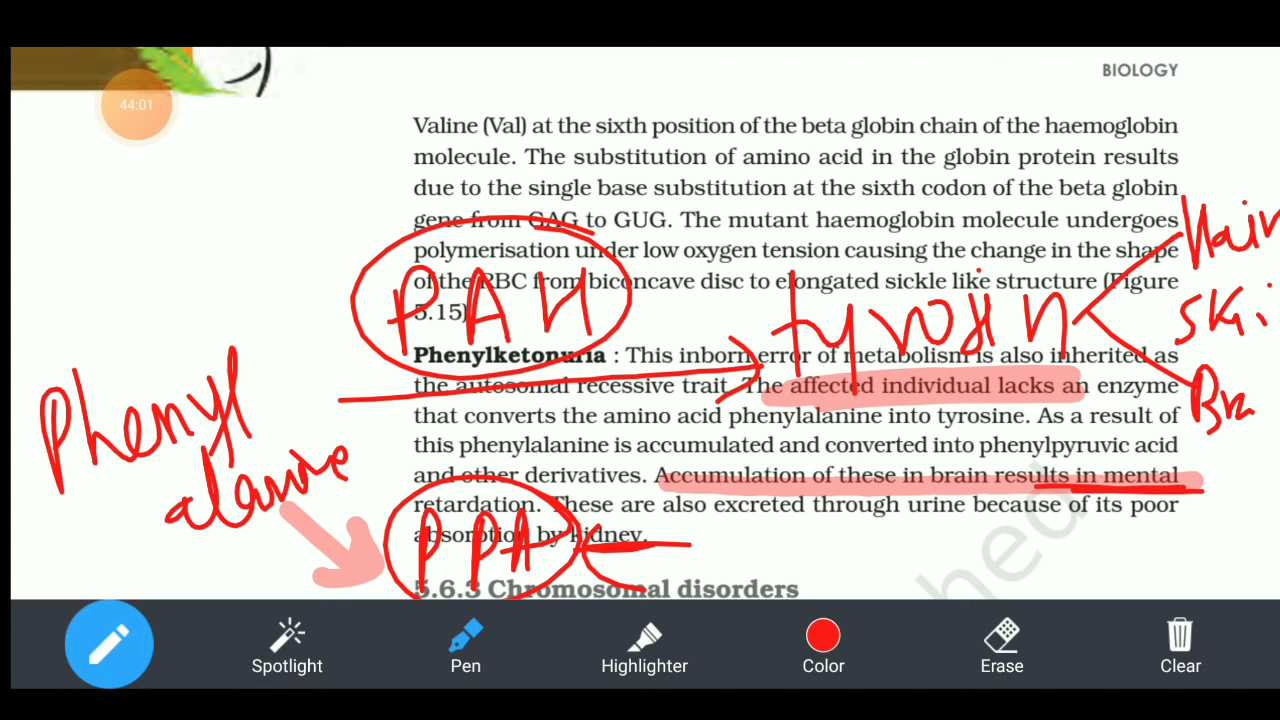 BIOLOGY
44:01
Valine (Val) at the sixth position of the beta globin chain of the haemoglobin
molecule. The substitution of amino acid in the globin protein results
due to the single base substitution at the sixth codon of the beta globin
gene from GAG to GUG. The mutant haemoglobin molecule undergoes
polymerisation under low oxygen tension causing the change in the shape
of the RBC from biconcave disc to elongated sickle like structure (Figure
5.15).
PAH
tyrosin
Hair
Ski
Phenylketonuria : This inborn error of metabolism is also inherited as
the autosomal recessive trait. The affected individual lacks an enzyme
that converts the amino acid phenylalanine into tyrosine. As a result of
this phenylalanine is accumulated and converted into phenylpyruvic acid
and other derivatives. Accumulation of these in brain results in mental
retardation. These are also excreted through urine because of its poor
absorption by kidney.
Phenyl
alanine
PPA
5.6.3 Chromosomal disorders
hed
Spotlight
Pen
Highlighter
Color
Erase
Clear